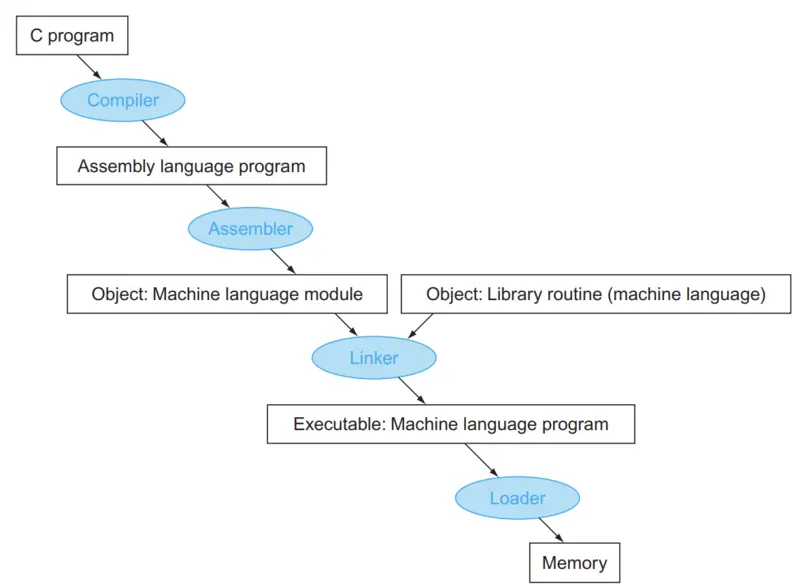 C program
Compiler
Assembly language program
Assembler
Object: Machine language module
Object: Library routine (machine language)
Linker
Executable: Machine language program
Loader
Memory